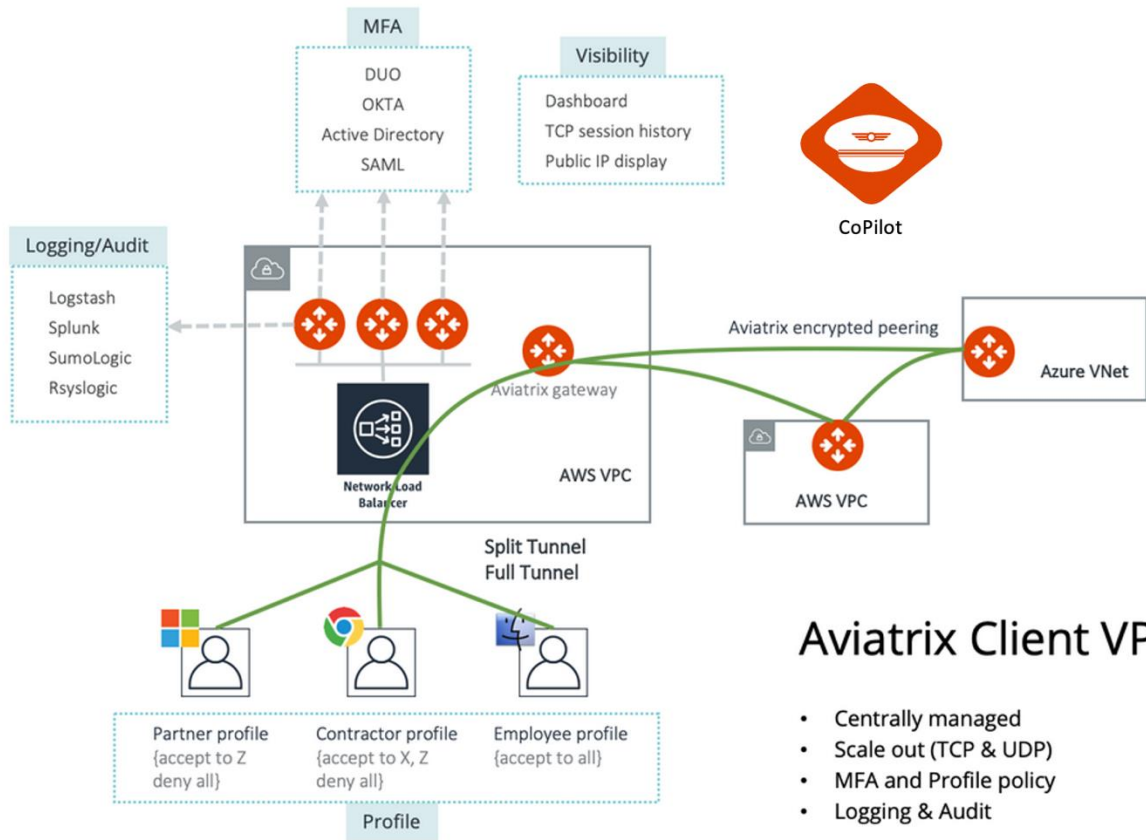 MFA
DUO
OKTA
Active Directory
SAML
Visibility
Dashboard
TCP session history
Public IP display
CoPilot
Logging/Audit
Logstash
Splunk
SumoLogic
Rsyslogic
Aviatrix gateway
Network Load
Balancer
AWS VPC
Aviatrix encrypted peering
Azure VNet
AWS VPC
Split Tunnel
Full Tunnel
Partner profile
{accept to Z
deny all}
Contractor profile
{accept to X, Z
deny all}
Employee profile
{accept to all}
Profile
Aviatrix Client VP
• Centrally managed
• Scale out (TCP & UDP)
• MFA and Profile policy
• Logging & Audit